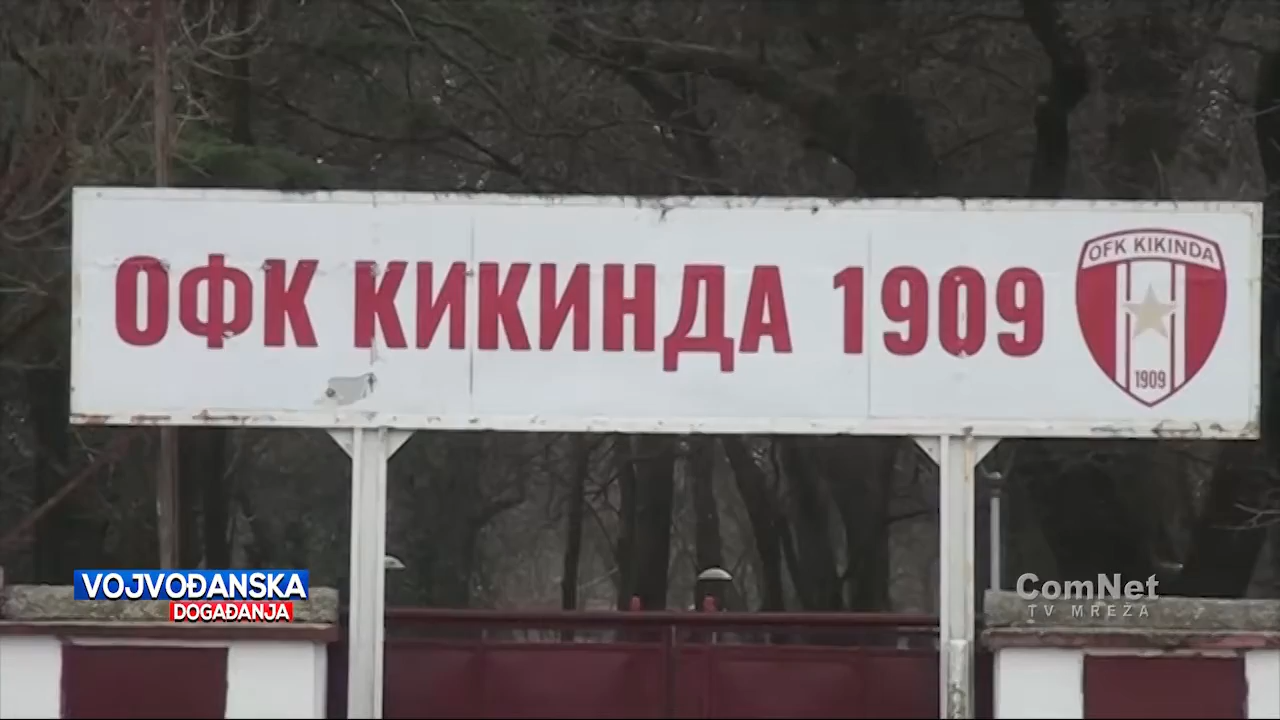 ОФК КИКИНДА 1909
OFK KIKINDA
1909
VOJVOĐANSKA
DOGAĐANJA
ComNet
TV MREŽA